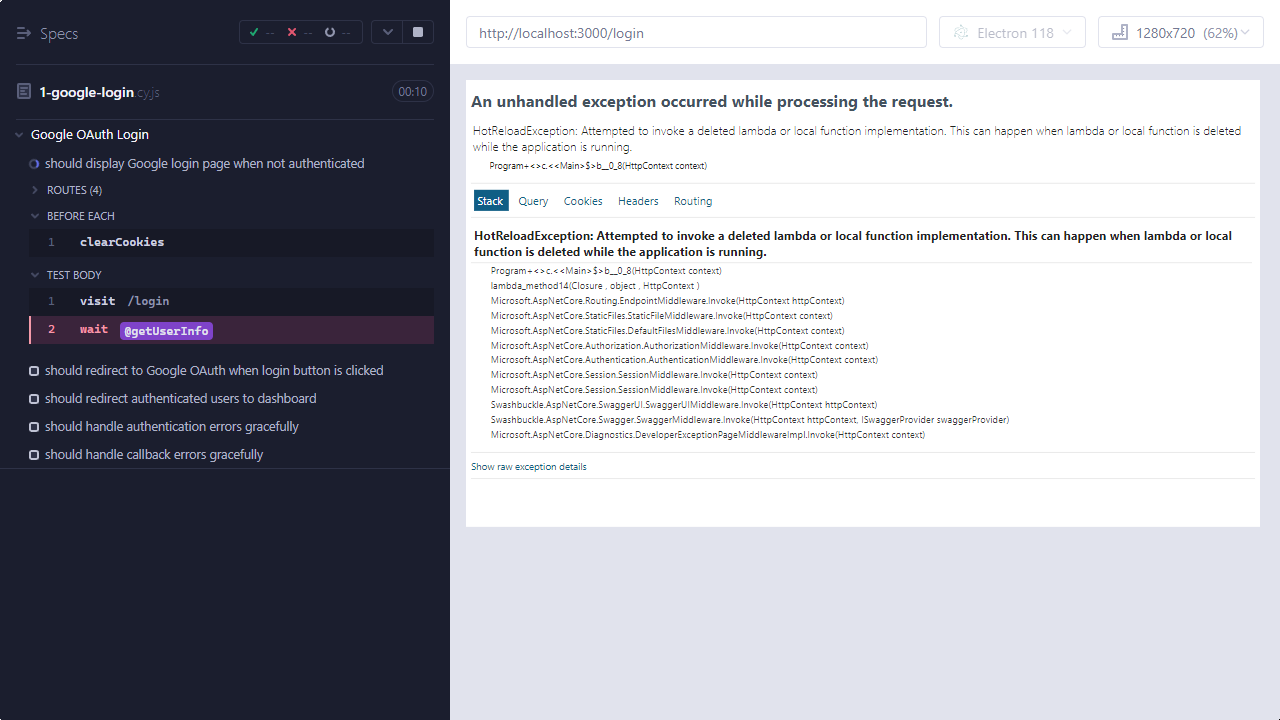 Specs
-- -- --
1-google-login.cy.js
00:10
Google OAuth Login
should display Google login page when not authenticated
ROUTES (4)
BEFORE EACH
1 clearCookies
TEST BODY
1 visit /login
2 wait @getUserInfo
should redirect to Google OAuth when login button is clicked
should redirect authenticated users to dashboard
should handle authentication errors gracefully
should handle callback errors gracefully
http://localhost:3000/login
Electron 118
1280x720 (62%)
An unhandled exception occurred while processing the request.
HotReloadException: Attempted to invoke a deleted lambda or local function implementation. This can happen when lambda or local function is deleted
while the application is running.
Program+<>c.<<Main>$>b__0_8(HttpContext context)
Stack Query Cookies Headers Routing
HotReloadException: Attempted to invoke a deleted lambda or local function implementation. This can happen when lambda or local
function is deleted while the application is running.
Program+<>c.<<Main>$>b__0_8(HttpContext context)
lambda_method14(Closure , object , HttpContext )
Microsoft.AspNetCore.Routing.EndpointMiddleware.Invoke(HttpContext httpContext)
Microsoft.AspNetCore.StaticFiles.StaticFileMiddleware.Invoke(HttpContext context)
Microsoft.AspNetCore.StaticFiles.DefaultFilesMiddleware.Invoke(HttpContext context)
Microsoft.AspNetCore.Authorization.AuthorizationMiddleware.Invoke(HttpContext context)
Microsoft.AspNetCore.Authentication.AuthenticationMiddleware.Invoke(HttpContext context)
Microsoft.AspNetCore.Session.SessionMiddleware.Invoke(HttpContext context)
Microsoft.AspNetCore.Session.SessionMiddleware.Invoke(HttpContext context)
Swashbuckle.AspNetCore.SwaggerUI.SwaggerUIMiddleware.Invoke(HttpContext httpContext)
Swashbuckle.AspNetCore.Swagger.SwaggerMiddleware.Invoke(HttpContext httpContext, ISwaggerProvider swaggerProvider)
Microsoft.AspNetCore.Diagnostics.DeveloperExceptionPageMiddlewareImpl.Invoke(HttpContext context)
Show raw exception details